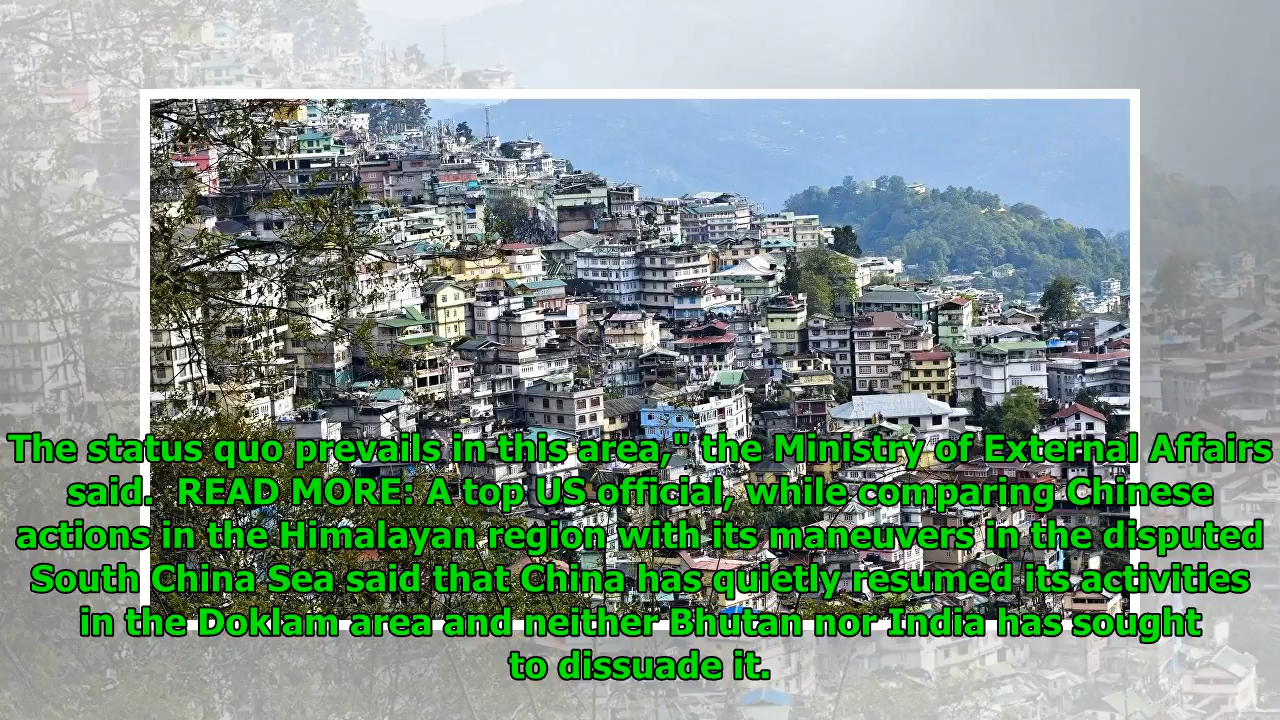 The status quo prevails in this area," the Ministry of External Affairs
said.  READ MORE: A top US official, while comparing Chinese
actions in the Himalayan region with its maneuvers in the disputed
South China Sea said that China has quietly resumed its activities
in the Doklam area and neither Bhutan nor India has sought
to dissuade it.